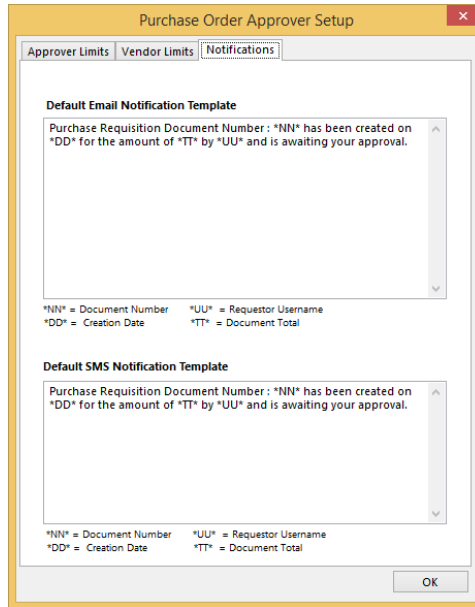 Purchase Order Approver Setup
Approver Limits Vendor Limits Notifications
Default Email Notification Template
Purchase Requisition Document Number : *NN* has been created on
*DD* for the amount of *TT* by *UU* and is awaiting your approval.
*NN* = Document Number *UU* = Requestor Username
*DD* = Creation Date *TT* = Document Total
Default SMS Notification Template
Purchase Requisition Document Number : *NN* has been created on
*DD* for the amount of *TT* by *UU* and is awaiting your approval.
*NN* = Document Number *UU* = Requestor Username
*DD* = Creation Date *TT* = Document Total
OK